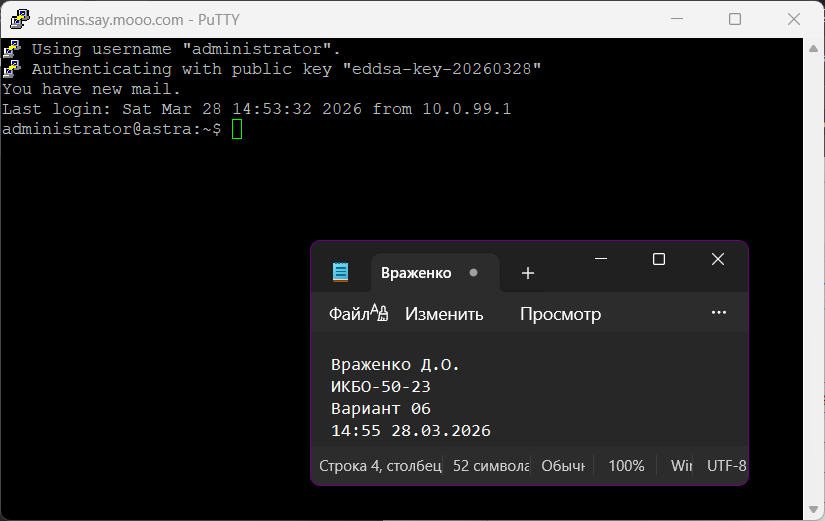 admins.say.mooo.com - PuTTY
Using username "administrator".
Authenticating with public key "eddsa-key-20260328"
You have new mail.
Last login: Sat Mar 28 14:53:32 2026 from 10.0.99.1
administrator@astra:~$
Враженко
Файл Изменить Просмотр
Враженко Д.О.
ИКБО-50-23
Вариант 06
14:55 28.03.2026
Строка 4, столбец 52 символа 100% UTF-8